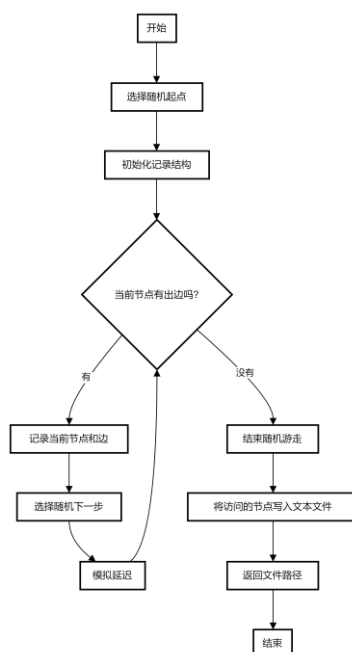 开始
选择随机起点
初始化记录结构
当前节点有出边吗?
有
没有
记录当前节点和边
结束随机游走
选择随机下一步
将访问的节点写入文本文件
模拟延迟
返回文件路径
结束